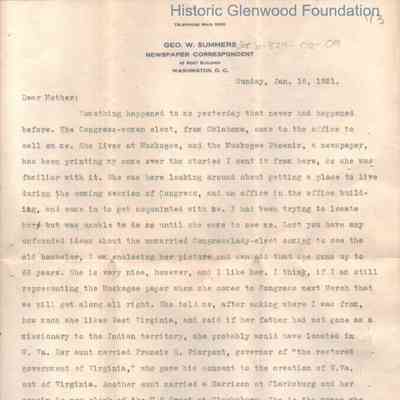 Historic Glenwood Foundation
TELEPHONE MAIN
GEO. W. SUMMERS
NEWSPAPER CORRESPONDENT
POST BUILDING
WASHINGTON, D. C.
Sunday, Jan. 16, 1921.
Dear Mother:
Something happened to me yesterday that never had happened
before. The Congress-woman elect, from Oklahoma, came to the office to
call on me. She lives at Muskogee, and the Muskogee Phoenix, a newspaper,
has been printing my name over the stories I sent it from here, so she was
familiar with it. She was here looking around about getting a place to live
during the coming session of Congress, and an office in the office build-
ing, and came in to get acquainted with me. I had been trying to locate
her but was unable to do so until she came to see me. Lest you have any
unfounded ideas about the unmarried Congresslady-elect coming to see the
old bachelor, I am enclosing her picture and can add that she owns up to
years. She is very nice, however, and I like her. I think, if I am still
representing the Muskogee paper when she comes to Congress next March that
we will get along all right. She told me, after asking where I was from,
how much she likes West Virginia, and said if her father had not gone as a
missionary to the Indian territory, she probably would have located in
W. Va. Her aunt married Francis H. Pierpont, governor of "the restored
government of Virginia," who gave his consent to the creation of W.Va.
out of Virginia. Another aunt married a Harrison at Clarksburg and her